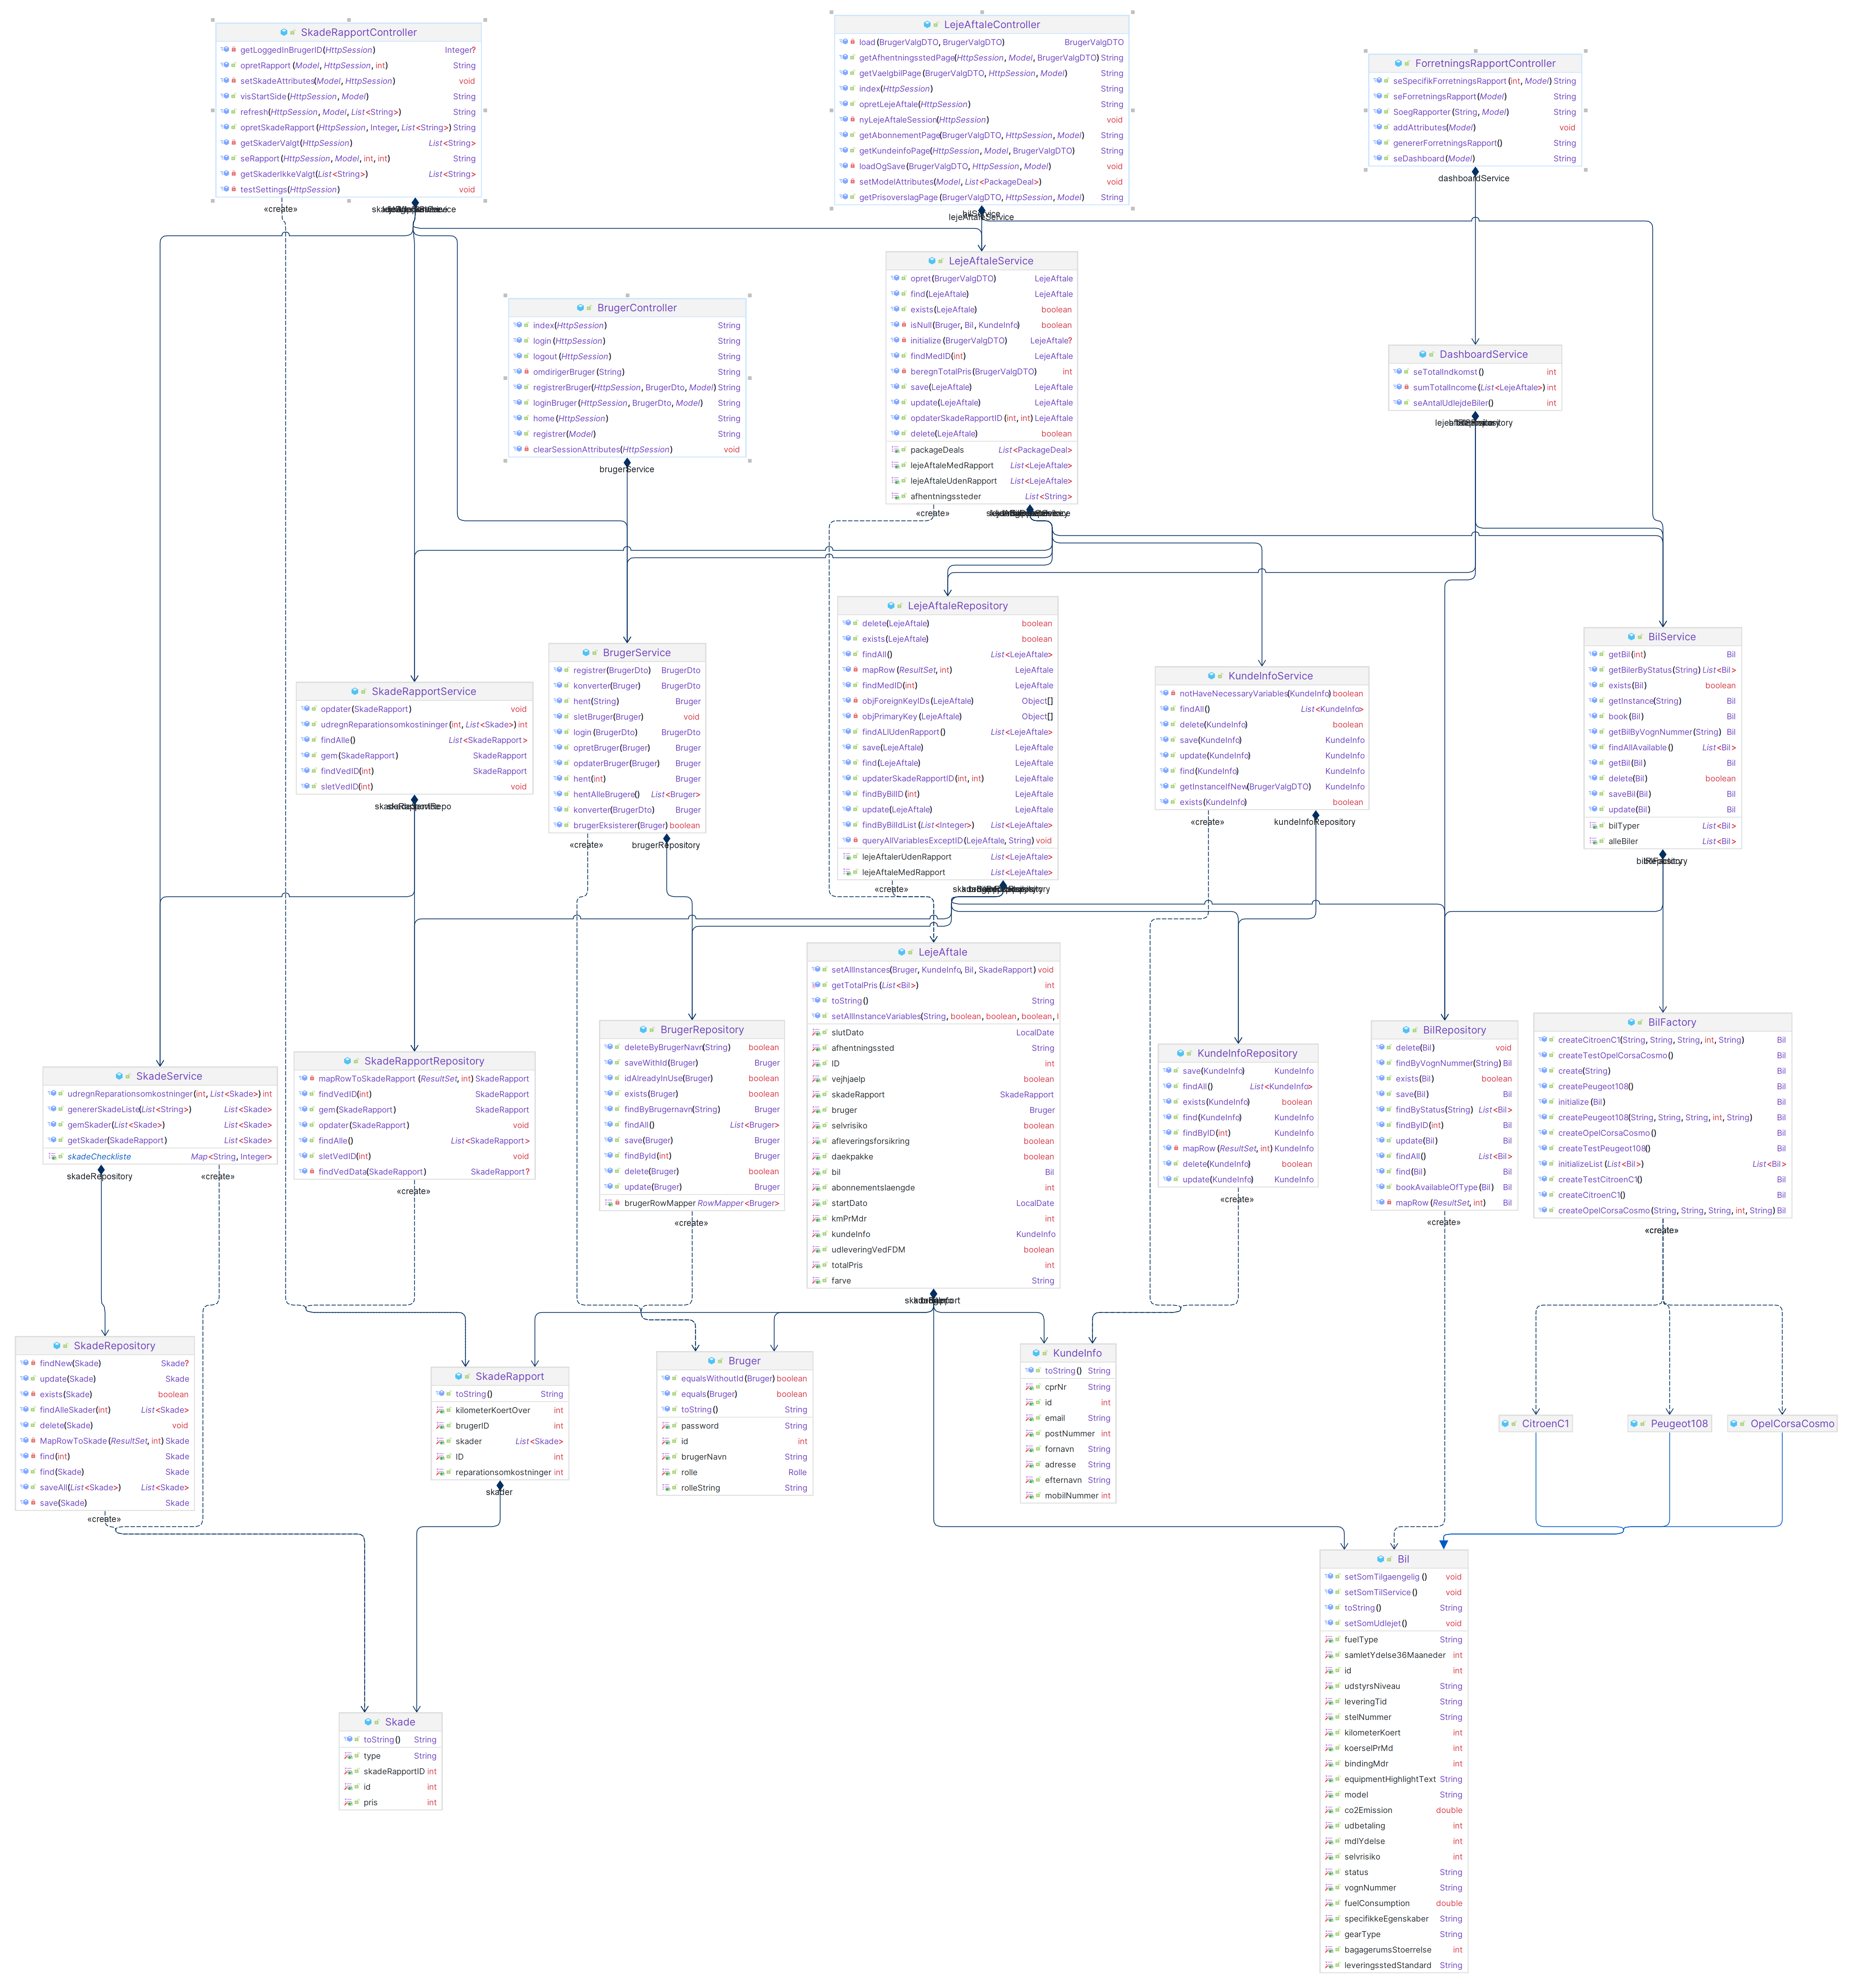 SkadeRapportController
getLoggedInBrugerID(HttpSession) Integer?
opretRapport(Model, HttpSession, int) String
setSkadeAttributes(Model, HttpSession) void
visStartSide(HttpSession, Model) String
refresh(HttpSession, Model, List<String>) String
opretSkadeRapport(HttpSession, Integer, List<String>) String
getSkaderValgt(HttpSession) List<String>
seRapport(HttpSession, Model, int, int) String
getSkaderIkkeValgt(List<String>) List<String>
testSettings(HttpSession) void
«create»
LejeAftaleController
load(BrugerValgDTO, BrugerValgDTO) BrugerValgDTO
getAfhentningsstedPage(HttpSession, Model, BrugerValgDTO) String
getVaelgbilPage(BrugerValgDTO, HttpSession, Model) String
index(HttpSession) String
opretLejeAftale(HttpSession) String
nyLejeAftaleSession(HttpSession) void
getAbonnementPage(BrugerValgDTO, HttpSession, Model) String
getKundeinfoPage(HttpSession, Model, BrugerValgDTO) String
loadOgSave(BrugerValgDTO, HttpSession, Model) void
setModelAttributes(Model, List<PackageDeal>) void
getPrisoverslagPage(BrugerValgDTO, HttpSession, Model) String
bilService
lejeAftaleService
ForretningsRapportController
seSpecifikForretningsRapport(int, Model) String
seForretningsRapport(Model) String
SoegRapporter(String, Model) String
addAttributes(Model) void
genererForretningsRapport() String
seDashboard(Model) String
dashboardService
LejeAftaleService
opret(BrugerValgDTO) LejeAftale
find(LejeAftale) LejeAftale
exists(LejeAftale) boolean
isNull(Bruger, Bil, KundeInfo) boolean
initialize(BrugerValgDTO) LejeAftale?
findMedID(int) LejeAftale
beregnTotalPris(BrugerValgDTO) int
save(LejeAftale) LejeAftale
update(LejeAftale) LejeAftale
opdaterSkadeRapportID(int, int) LejeAftale
delete(LejeAftale) boolean
packageDeals List<PackageDeal>
lejeAftaleMedRapport List<LejeAftale>
lejeAftaleUdenRapport List<LejeAftale>
afhentningssteder List<String>
«create»
BrugerController
index(HttpSession) String
login(HttpSession) String
logout(HttpSession) String
omdirigerBruger(String) String
registrerBruger(HttpSession, BrugerDto, Model) String
loginBruger(HttpSession, BrugerDto, Model) String
home(HttpSession) String
registrer(Model) String
clearSessionAttributes(HttpSession) void
brugerService
DashboardService
seTotalIndkomst() int
sumTotalIncome(List<LejeAftale>) int
seAntalUdlejdeBiler() int
LejeAftaleRepository
delete(LejeAftale) boolean
exists(LejeAftale) boolean
findAll() List<LejeAftale>
mapRow(ResultSet, int) LejeAftale
findMedID(int) LejeAftale
objForeignKeyIDs(LejeAftale) Object[]
objPrimaryKey(LejeAftale) Object[]
findALlUdenRapport() List<LejeAftale>
save(LejeAftale) LejeAftale
find(LejeAftale) LejeAftale
updaterSkadeRapportID(int, int) LejeAftale
findByBilID(int) LejeAftale
update(LejeAftale) LejeAftale
findByBilIdList(List<Integer>) List<LejeAftale>
queryAllVariablesExceptID(LejeAftale, String) void
lejeAftalerUdenRapport List<LejeAftale>
lejeAftaleMedRapport List<LejeAftale>
«create»
BrugerService
registrer(BrugerDto) BrugerDto
konverter(Bruger) BrugerDto
hent(String) Bruger
sletBruger(Bruger) void
login(BrugerDto) BrugerDto
opretBruger(Bruger) Bruger
opdaterBruger(Bruger) Bruger
hent(int) Bruger
hentAlleBrugere() List<Bruger>
konverter(BrugerDto) Bruger
brugerEksisterer(Bruger) boolean
«create»
brugerRepository
SkadeRapportService
opdater(SkadeRapport) void
udregnReparationsomkostininger(int, List<Skade>) int
findAlle() List<SkadeRapport>
gem(SkadeRapport) SkadeRapport
findVedID(int) SkadeRapport
sletVedID(int) void
KundeInfoService
notHaveNecessaryVariables(KundeInfo) boolean
findAll() List<KundeInfo>
delete(KundeInfo) boolean
save(KundeInfo) KundeInfo
update(KundeInfo) KundeInfo
find(KundeInfo) KundeInfo
getInstanceIfNew(BrugerValgDTO) KundeInfo
exists(KundeInfo) boolean
«create»
kundeInfoRepository
BilService
getBil(int) Bil
getBilerByStatus(String) List<Bil>
exists(Bil) boolean
getInstance(String) Bil
book(Bil) Bil
getBilByVognNummer(String) Bil
findAllAvailable() List<Bil>
getBil(Bil) Bil
delete(Bil) boolean
saveBil(Bil) Bil
update(Bil) Bil
bilTyper List<Bil>
alleBiler List<Bil>
LejeAftale
setAllInstances(Bruger, KundeInfo, Bil, SkadeRapport) void
getTotalPris(List<Bil>) int
toString() String
setAllInstanceVariables(String, boolean, boolean, boolean,
slutDato LocalDate
afhentningssted String
ID int
vejhjaelp boolean
skadeRapport SkadeRapport
bruger Bruger
selvrisiko boolean
afleveringsforsikring boolean
daekpakke boolean
bil Bil
abonnementslaengde int
startDato LocalDate
kmPrMdr int
kundeInfo KundeInfo
udleveringVedFDM boolean
totalPris int
farve String
BrugerRepository
deleteByBrugerNavn(String) boolean
saveWithId(Bruger) Bruger
idAlreadyInUse(Bruger) boolean
exists(Bruger) boolean
findByBrugernavn(String) Bruger
findAll() List<Bruger>
save(Bruger) Bruger
findById(int) Bruger
delete(Bruger) boolean
update(Bruger) Bruger
brugerRowMapper RowMapper<Bruger>
«create»
SkadeRapportRepository
mapRowToSkadeRapport(ResultSet, int) SkadeRapport
findVedID(int) SkadeRapport
gem(SkadeRapport) SkadeRapport
opdater(SkadeRapport) void
findAlle() List<SkadeRapport>
sletVedID(int) void
findVedData(SkadeRapport) SkadeRapport?
«create»
SkadeService
udregnReparationsomkostninger(int, List<Skade>) int
genererSkadeListe(List<String>) List<Skade>
gemSkader(List<Skade>) List<Skade>
getSkader(SkadeRapport) List<Skade>
skadeCheckliste Map<String, Integer>
skadeRepository
«create»
KundeInfoRepository
save(KundeInfo) KundeInfo
findAll() List<KundeInfo>
exists(KundeInfo) boolean
find(KundeInfo) KundeInfo
findByID(int) KundeInfo
mapRow(ResultSet, int) KundeInfo
delete(KundeInfo) boolean
update(KundeInfo) KundeInfo
«create»
BilRepository
delete(Bil) void
findByVognNummer(String) Bil
exists(Bil) boolean
save(Bil) Bil
findByStatus(String) List<Bil>
findByID(int) Bil
update(Bil) Bil
findAll() List<Bil>
find(Bil) Bil
bookAvailableOfType(Bil) Bil
mapRow(ResultSet, int) Bil
«create»
BilFactory
createCitroenC1(String, String, String, int, String) Bil
createTestOpelCorsaCosmo() Bil
create(String) Bil
createPeugeot108() Bil
initialize(Bil) Bil
createPeugeot108(String, String, String, int, String) Bil
createOpelCorsaCosmo() Bil
createTestPeugeot108() Bil
initializeList(List<Bil>) List<Bil>
createTestCitroenC1() Bil
createCitroenC1() Bil
createOpelCorsaCosmo(String, String, String, int, String) Bil
«create»
SkadeRepository
findNew(Skade) Skade?
update(Skade) Skade
exists(Skade) boolean
findAlleSkader(int) List<Skade>
delete(Skade) void
MapRowToSkade(ResultSet, int) Skade
find(int) Skade
find(Skade) Skade
saveAll(List<Skade>) List<Skade>
save(Skade) Skade
«create»
SkadeRapport
toString() String
kilometerKoertOver int
brugerID int
skader List<Skade>
ID int
reparationsomkostninger int
skader
Bruger
equalsWithoutId(Bruger) boolean
equals(Bruger) boolean
toString() String
password String
id int
brugerNavn String
rolle Rolle
rolleString String
KundeInfo
toString() String
cprNr String
id int
email String
postNummer int
fornavn String
adresse String
efternavn String
mobilNummer int
CitroenC1
Peugeot108
OpelCorsaCosmo
Bil
setSomTilgaengelig() void
setSomTilService() void
toString() String
setSomUdlejet() void
fuelType String
samletYdelse36Maaneder int
id int
udstyrsNiveau String
leveringTid String
stelNummer String
kilometerKoert int
koerselPrMd int
bindingMdr int
equipmentHighlightText String
model String
co2Emission double
udbetaling int
mdlYdelse int
selvrisiko int
status String
vognNummer String
fuelConsumption double
specifikkeEgenskaber String
gearType String
bagagerumsStoerrelse int
leveringsstedStandard String
Skade
toString() String
type String
skadeRapportID int
id int
pris int